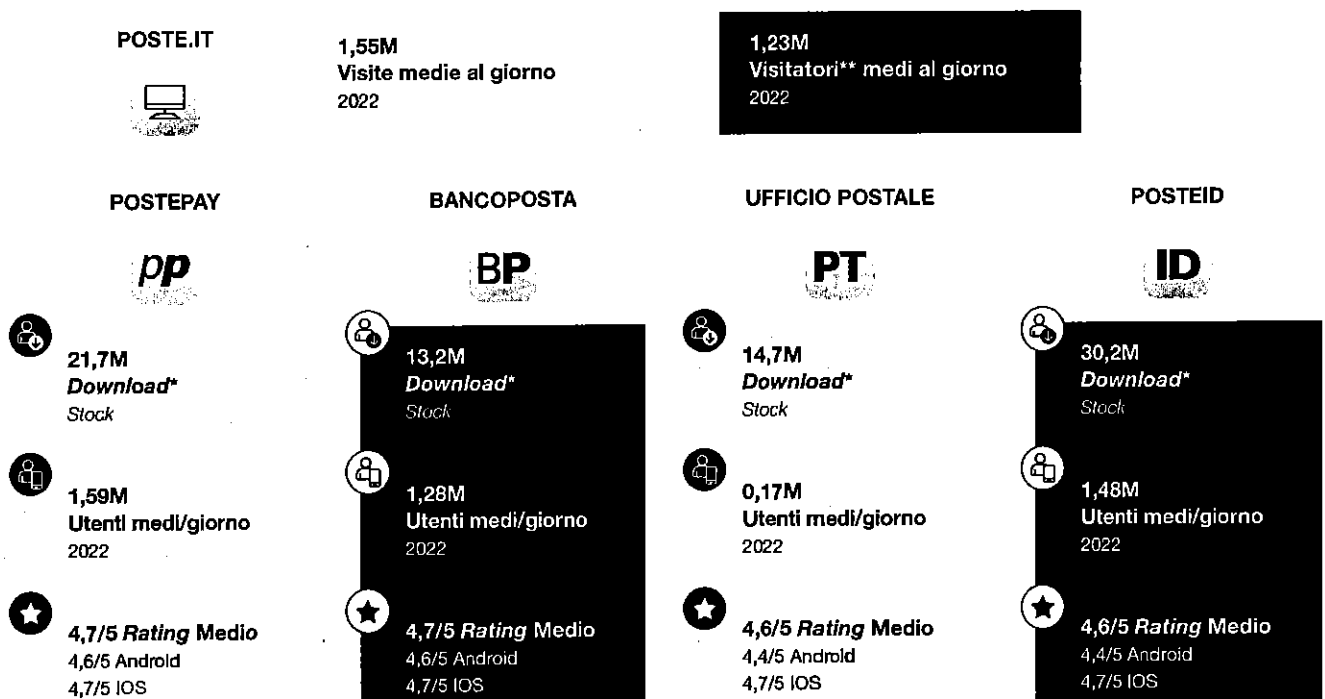 POSTE.IT
1,55M
Visite medie al giorno
2022
1,23M
Visitatori** medi al giorno
2022
POSTEPAY
pp
21,7M
Download*
Stock
1,59M
Utenti medi/giorno
2022
4,7/5 Rating Medio
4,6/5 Android
4,7/5 IOS
BANCOPOSTA
BP
13,2M
Download*
Stock
1,28M
Utenti medi/giorno
2022
4,7/5 Rating Medio
4,6/5 Android
4,7/5 IOS
UFFICIO POSTALE
PT
14,7M
Download*
Stock
0,17M
Utenti medi/giorno
2022
4,6/5 Rating Medio
4,4/5 Android
4,7/5 IOS
POSTEID
ID
30,2M
Download*
Stock
1,48M
Utenti medi/giorno
2022
4,6/5 Rating Medio
4,4/5 Android
4,7/5 IOS